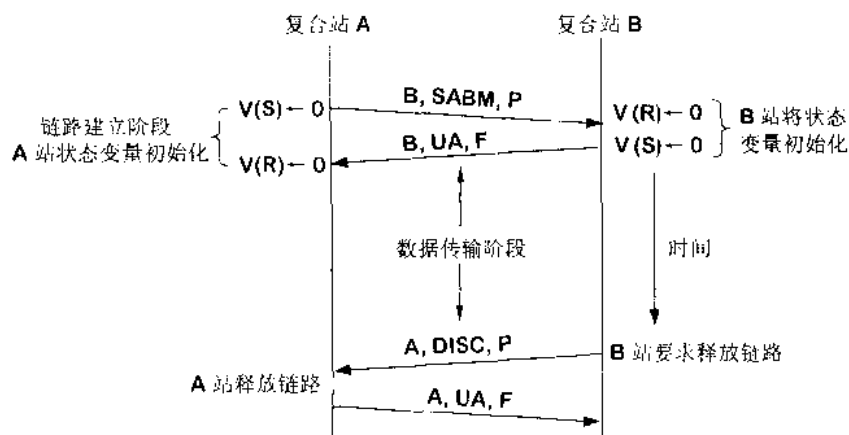 复合站 A
复合站 B
B, SABM, P
V(S)←0
V(R)←0
链路建立阶段
A 站状态变量初始化
B 站将状态
变量初始化
B, UA, F
V(R)←0
V(S)←0
数据传输阶段
时间
A, DISC, P
B 站要求释放链路
A 站释放链路
A, UA, F